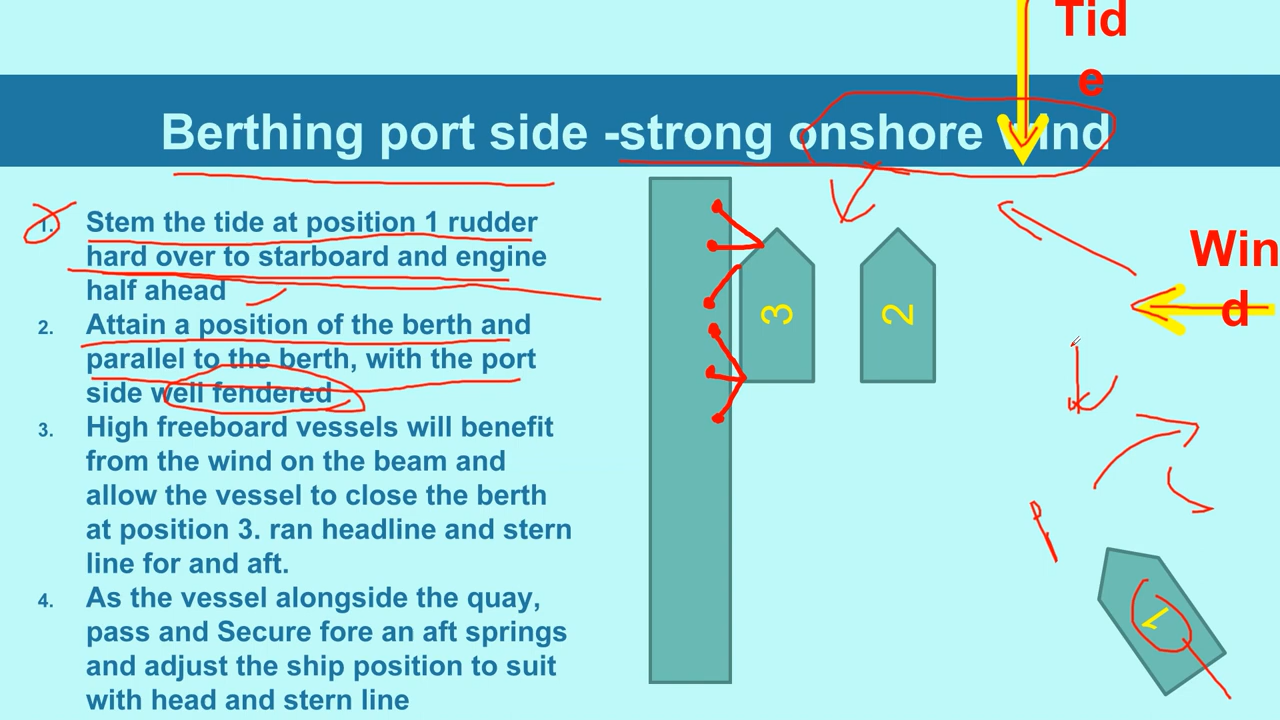 Tid
e
Berthing port side -strong onshore wind
1. Stem the tide at position 1 rudder
hard over to starboard and engine
half ahead
2. Attain a position of the berth and
parallel to the berth, with the port
side well fendered
3. High freeboard vessels will benefit
from the wind on the beam and
allow the vessel to close the berth
at position 3. ran headline and stern
line for and aft.
4. As the vessel alongside the quay,
pass and Secure fore an aft springs
and adjust the ship position to suit
with head and stern line
3
2
Win
d
1